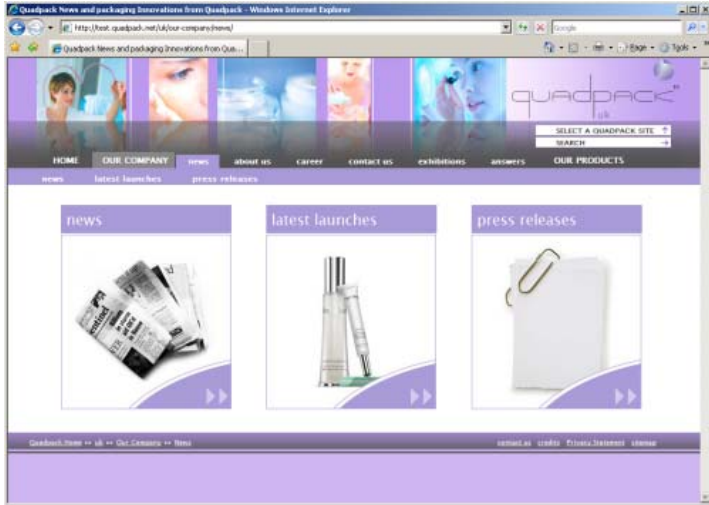 Quadpack News and packaging Innovations from Quadpack - Windows Internet Explorer
http://test.quadpack.net/uk/our-company/news/
Google
Quadpack News and packaging Innovations from Qua...
Page
Tools
quadpack
uk
SELECT A QUADPACK SITE
SEARCH
HOME OUR COMPANY news about us career contact us exhibitions answers OUR PRODUCTS
news latest launches press releases
news latest launches press releases
sentinel
Quadpack Home ↔ uk ↔ Our Company ↔ News
contact us credits Privacy Statement sitemap